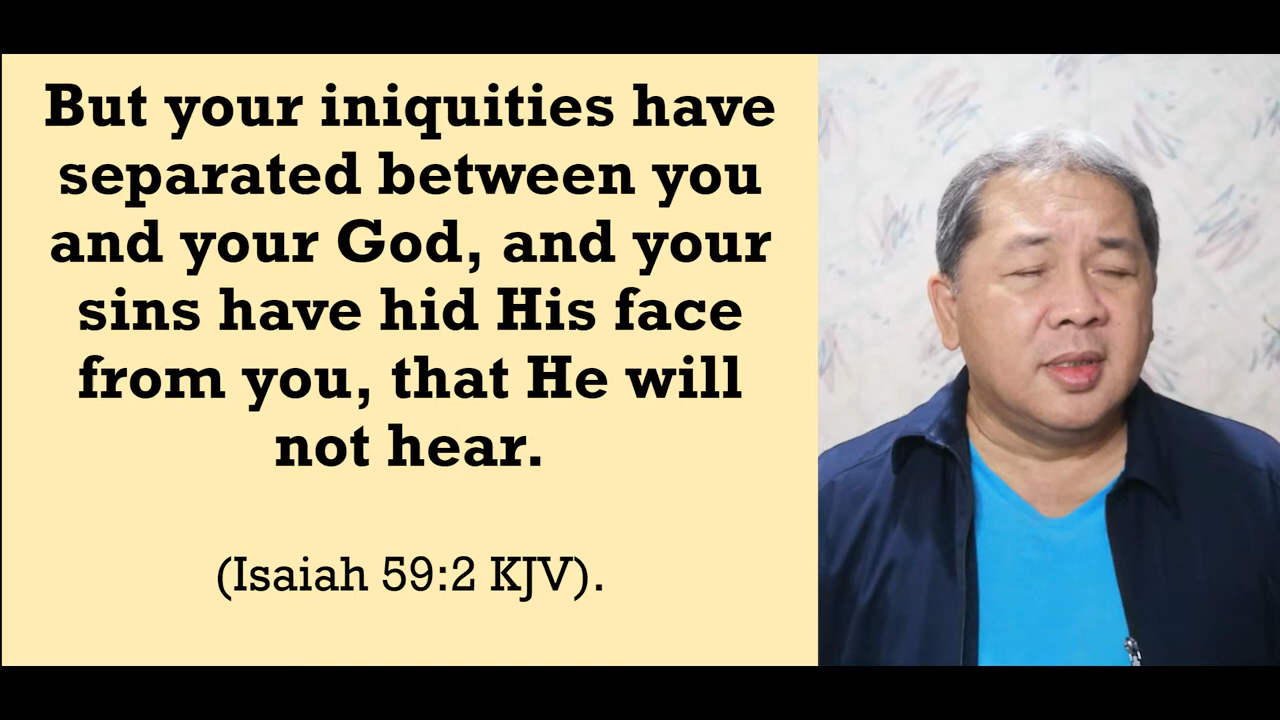 But your iniquities have
separated between you
and your God, and your
sins have hid His face
from you, that He will
not hear.
(Isaiah 59:2 KJV).